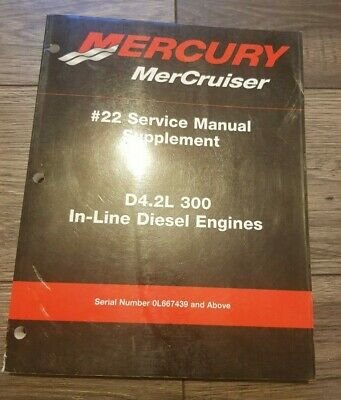 MERCURY
MerCruiser
#22 Service Manual
Supplement
D4.2L 300
In-Line Diesel Engines
Serial Number 0L667439 and Above